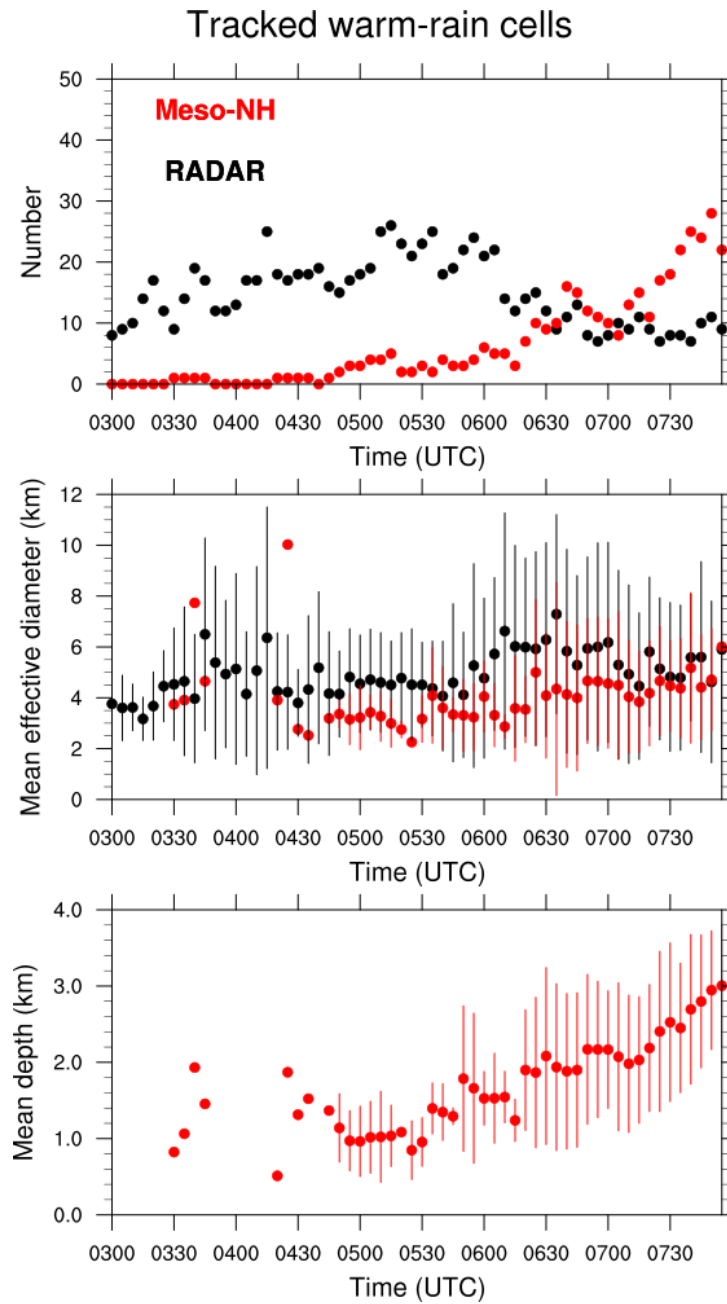 Tracked warm-rain cells
50
40
30
20
10
0
Number
Meso-NH
RADAR
0300 0330 0400 0430 0500 0530 0600 0630 0700 0730
Time (UTC)
12
10
8
6
4
2
0
Mean effective diameter (km)
0300 0330 0400 0430 0500 0530 0600 0630 0700 0730
Time (UTC)
4.0
3.0
2.0
1.0
0.0
Mean depth (km)
0300 0330 0400 0430 0500 0530 0600 0630 0700 0730
Time (UTC)